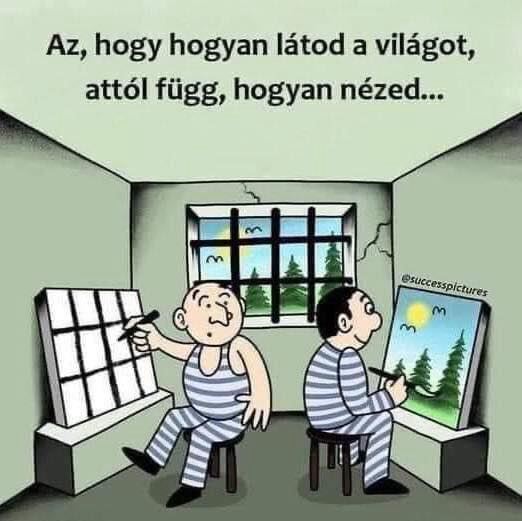 Az, hogy hogyan látod a világot,
attól függ, hogyan nézed...
@successpictures